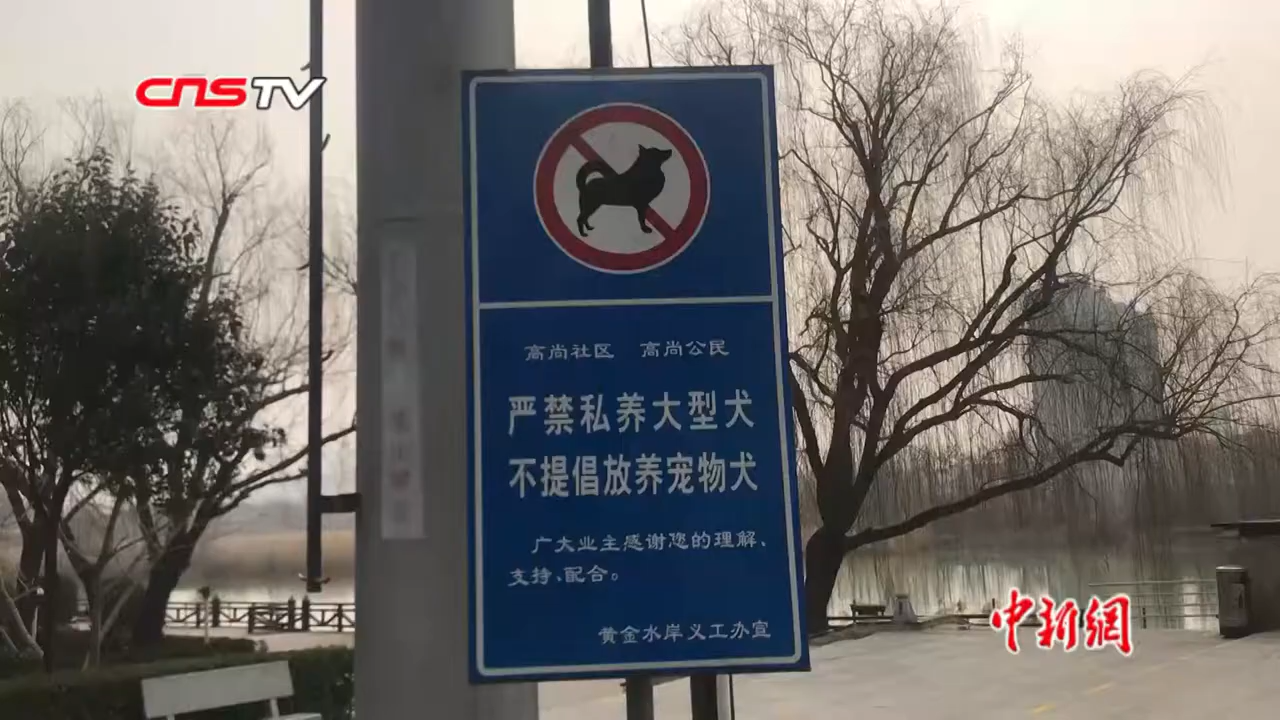 CNSTV
高尚社区 高尚公民
严禁私养大型犬
不提倡放养宠物犬
广大业主感谢您的理解、
支持、配合。
黄金水岸义工办宣
中新網